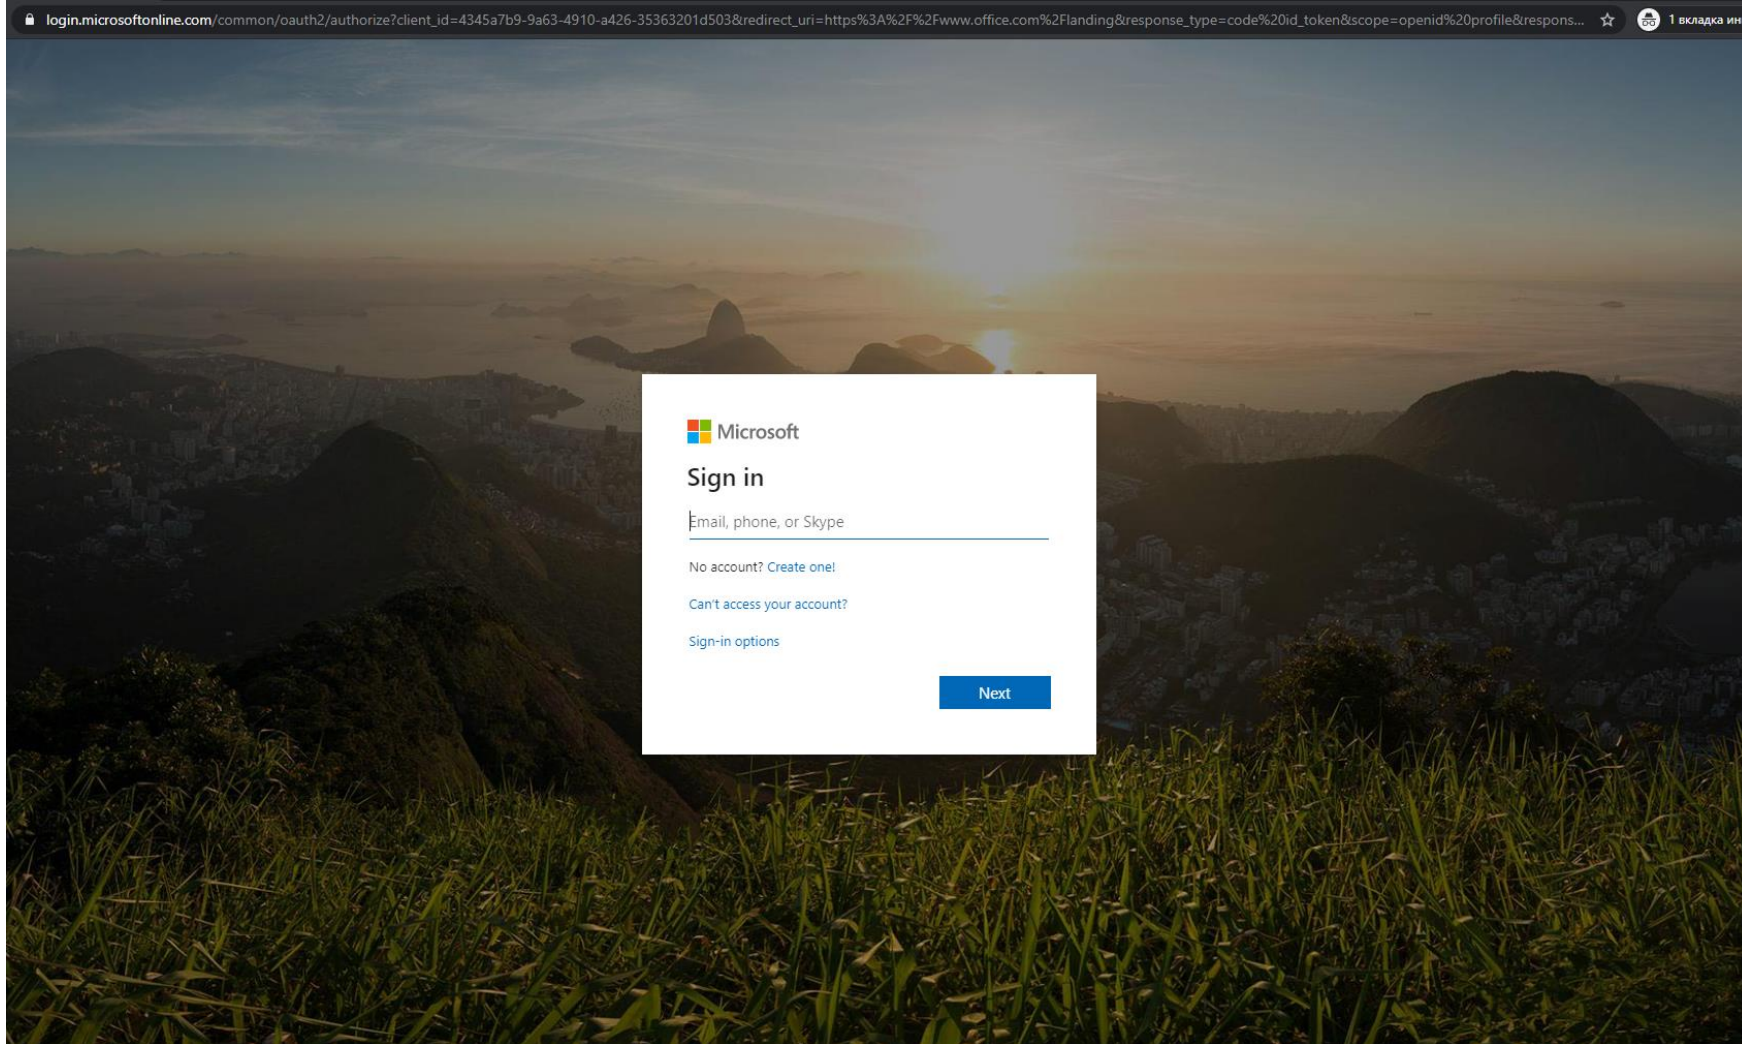 login.microsoftonline.com/common/oauth2/authorize?client_id=4345a7b9-9a63-4910-a426-35363201d503&redirect_uri=https%3A%2F%2Fwww.office.com%2Flanding&response_type=code%20id_token&scope=openid%20profile&respons... 1 вкладка ин
Microsoft
Sign in
Email, phone, or Skype
No account? Create one!
Can't access your account?
Sign-in options
Next